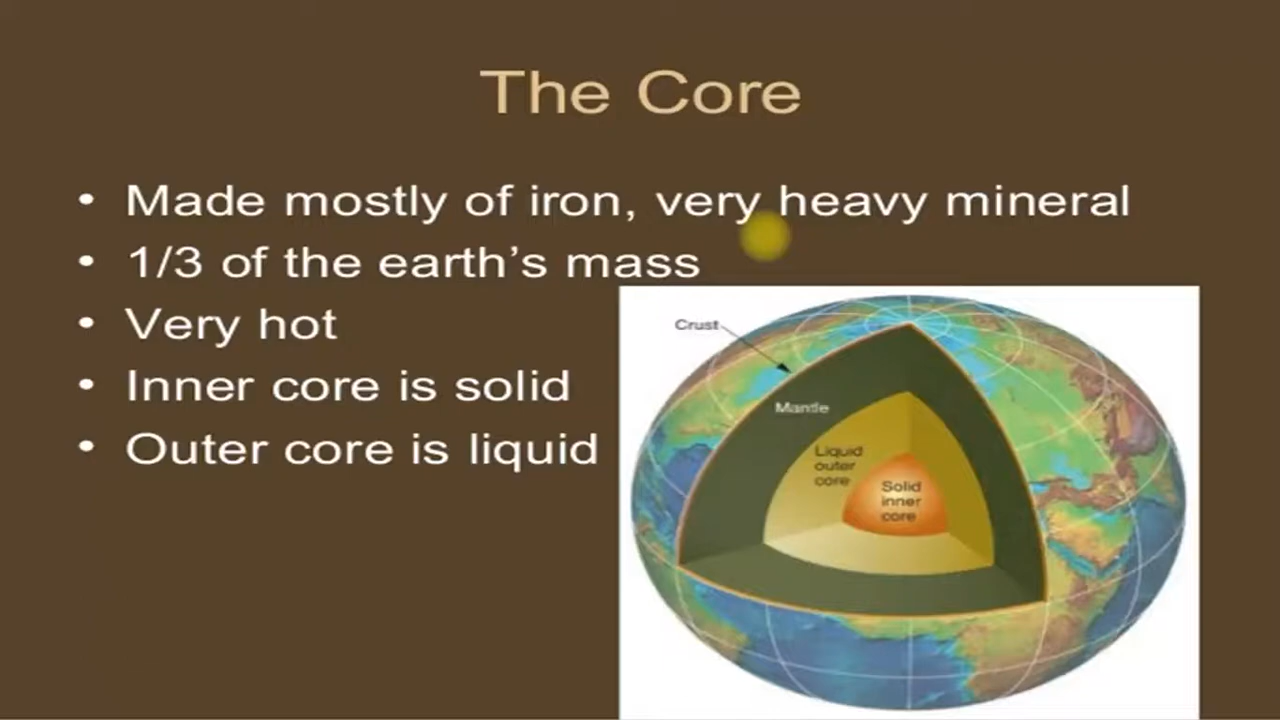 The Core
• Made mostly of iron, very heavy mineral
• 1/3 of the earth’s mass
• Very hot
• Inner core is solid
• Outer core is liquid
Crust
Mantle
Liquid
outer
core
Solid
inner
core